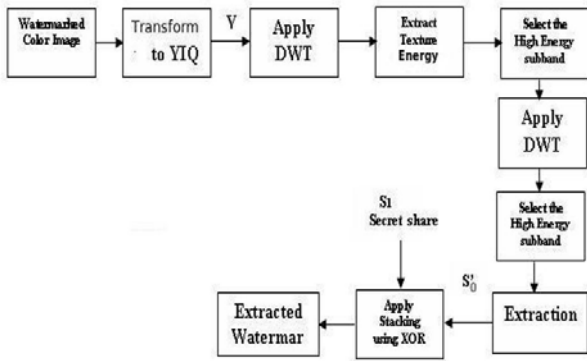 Watermarked
Color Image
Transform
to YIQ
Y
Apply
DWT
Extract
Texture
Energy
Select the
High Energy
subband
Apply
DWT
Select the
High Energy
subband
S1
Secret share
S'0
Extraction
Apply
Stacking
using XOR
Extracted
Watermar